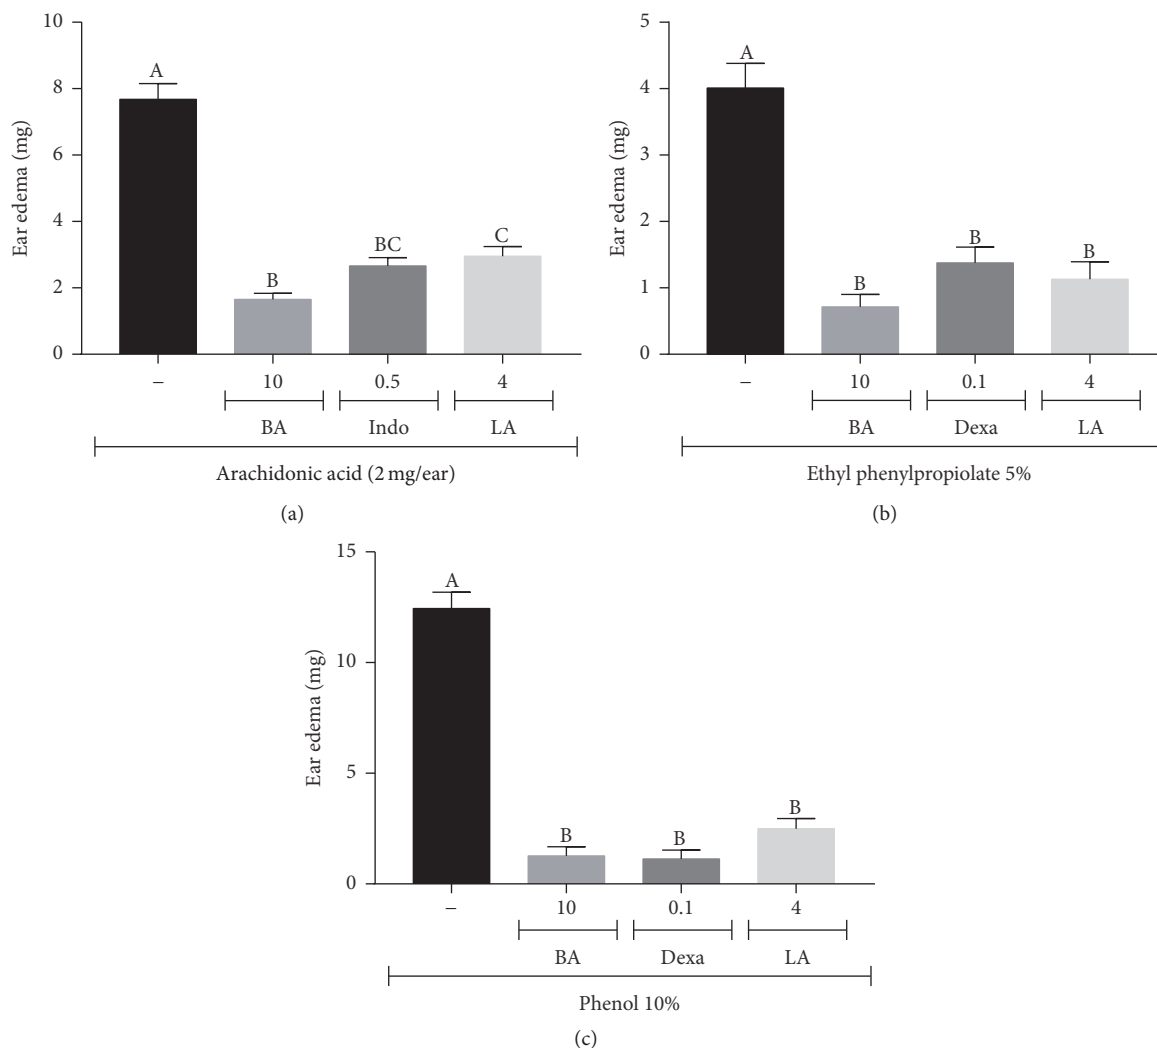 10
8
6
4
2
0
Ear edema (mg)
A
B
BC
C
– 10 0.5 4
BA Indo LA
Arachidonic acid (2 mg/ear)
(a)
5
4
3
2
1
0
Ear edema (mg)
A
B
B
B
– 10 0.1 4
BA Dexa LA
Ethyl phenylpropiolate 5%
(b)
15
10
5
0
Ear edema (mg)
A
B
B
B
– 10 0.1 4
BA Dexa LA
Phenol 10%
(c)